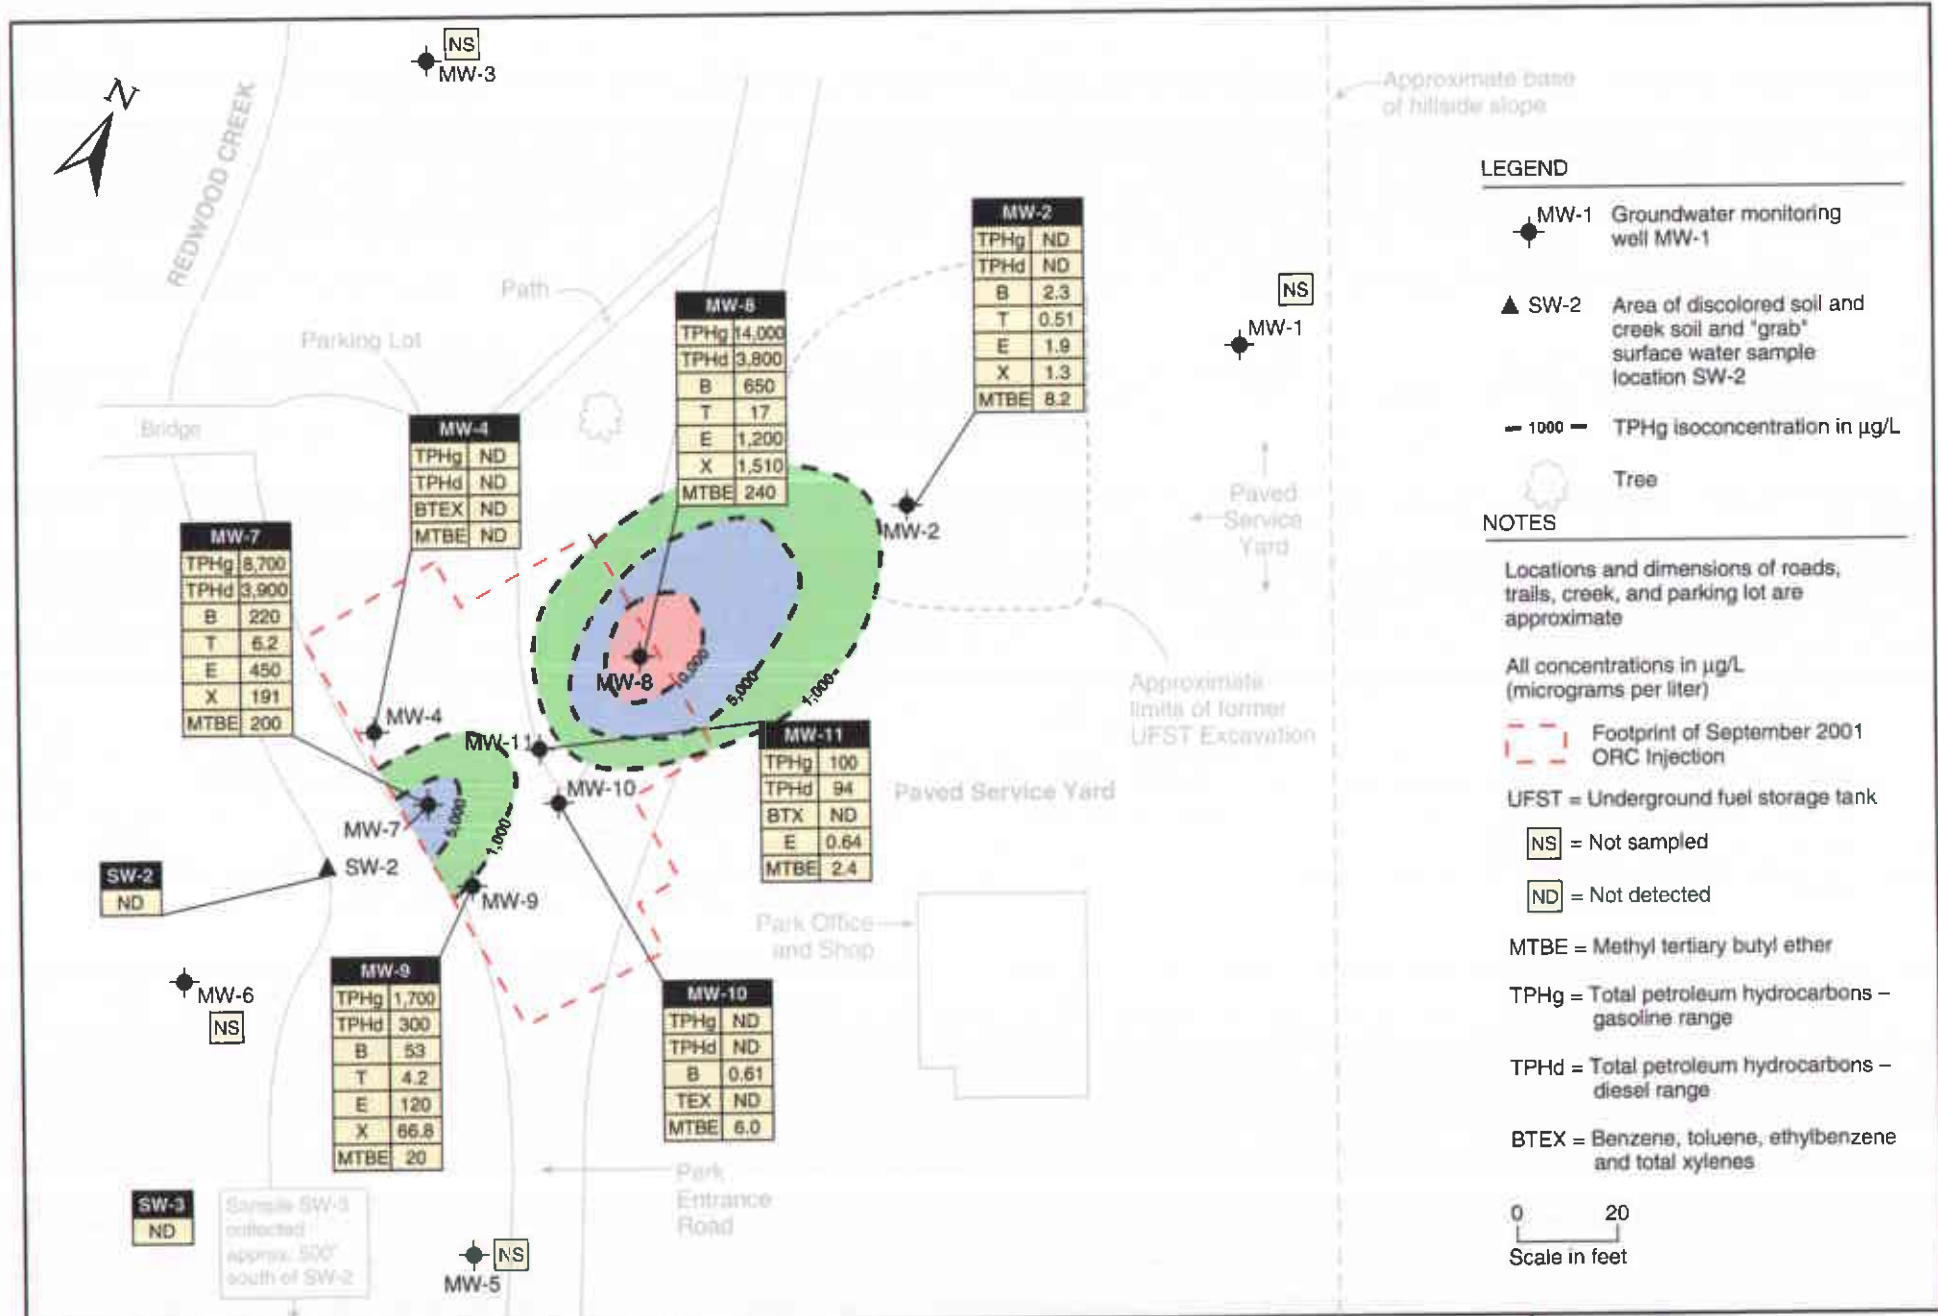 N
REDWOOD CREEK
NS
MW-3
Approximate base
of hillside slope
Path
Parking Lot
Bridge
MW-2
TPHg ND
TPHd ND
B 2.3
T 0.51
E 1.9
X 1.3
MTBE 8.2
MW-2
NS
MW-1
MW-8
TPHg 14,000
TPHd 3,800
B 650
T 17
E 1,200
X 1,510
MTBE 240
MW-8
MW-4
TPHg ND
TPHd ND
BTEX ND
MTBE ND
MW-4
MW-7
TPHg 8,700
TPHd 3,900
B 220
T 6.2
E 450
X 191
MTBE 200
MW-7
Paved
Service
Yard
0,000
5,000
1,000
5,000
1,000
Approximate
limits of former
UFST Excavation
MW-11
MW-11
TPHg 100
TPHd 94
BTX ND
E 0.64
MTBE 2.4
MW-10
Paved Service Yard
SW-2
SW-2
ND
MW-9
Park Office
and Shop
MW-6
NS
MW-9
TPHg 1,700
TPHd 300
B 53
T 4.2
E 120
X 66.8
MTBE 20
MW-10
TPHg ND
TPHd ND
B 0.61
TEX ND
MTBE 6.0
Park
Entrance
Road
SW-3
ND
Sample SW-3
collected
approx. 500'
south of SW-2
NS
MW-5
LEGEND
MW-1 Groundwater monitoring
well MW-1
SW-2 Area of discolored soil and
creek soil and "grab"
surface water sample
location SW-2
1000 TPHg isoconcentration in µg/L
Tree
NOTES
Locations and dimensions of roads,
trails, creek, and parking lot are
approximate
All concentrations in µg/L
(micrograms per liter)
Footprint of September 2001
ORC Injection
UFST = Underground fuel storage tank
NS = Not sampled
ND = Not detected
MTBE = Methyl tertiary butyl ether
TPHg = Total petroleum hydrocarbons –
gasoline range
TPHd = Total petroleum hydrocarbons –
diesel range
BTEX = Benzene, toluene, ethylbenzene
and total xylenes
0 20
Scale in feet